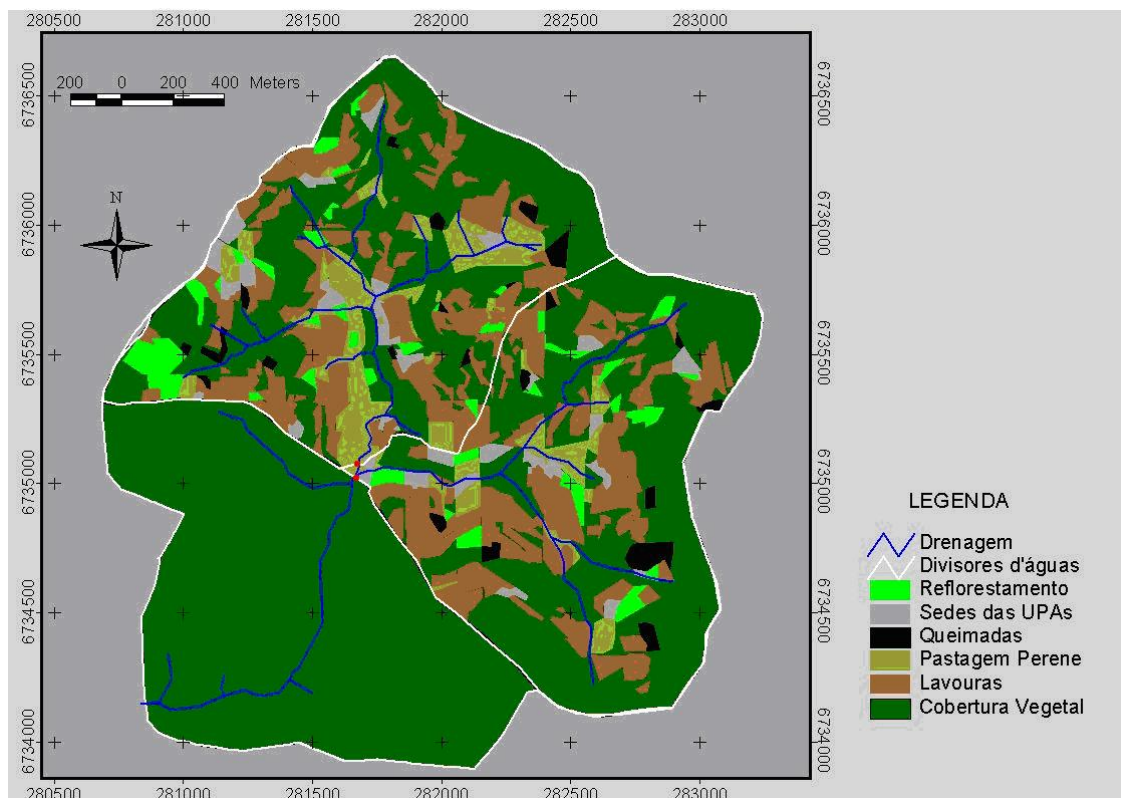 280500 281000 281500 282000 282500 283000
200 0 200 400 Meters
6736500 6736500
N
6736000 6736000
6735500 6735500
6735000 6735000
6734500 6734500
6734000 6734000
280500 281000 281500 282000 282500 283000
LEGENDA
Drenagem
Divisores d'águas
Reflorestamento
Sedes das UPAs
Queimadas
Pastagem Perene
Lavouras
Cobertura Vegetal